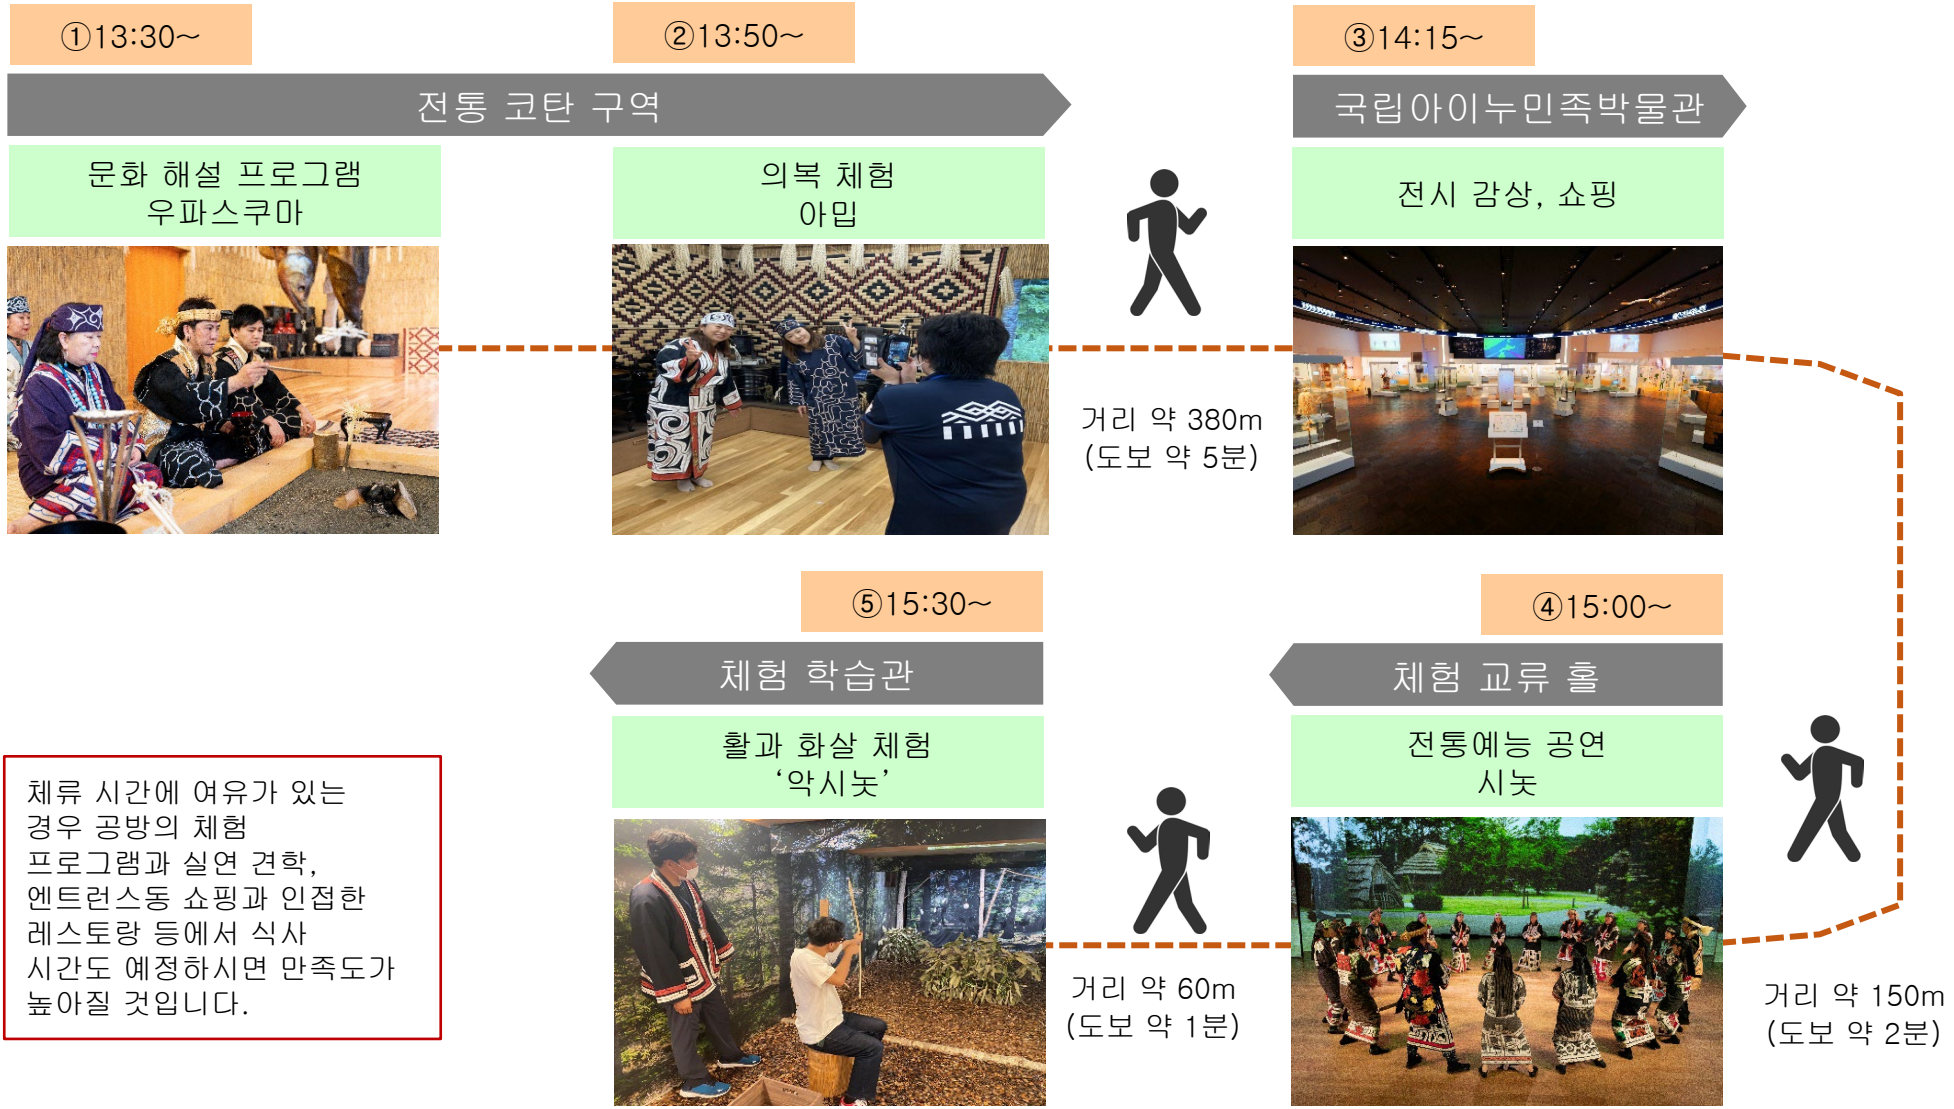 ①13:30～
②13:50～
③14:15～
전통 코탄 구역
국립아이누민족박물관
문화 해설 프로그램
우파스쿠마
의복 체험
아밉
전시 감상, 쇼핑
거리 약 380m
(도보 약 5분)
⑤15:30～
④15:00～
체험 학습관
체험 교류 홀
활과 화살 체험
‘악시놋’
전통예능 공연
시놋
체류 시간에 여유가 있는
경우 공방의 체험
프로그램과 실연 견학,
엔트런스동 쇼핑과 인접한
레스토랑 등에서 식사
시간도 예정하시면 만족도가
높아질 것입니다.
거리 약 60m
(도보 약 1분)
거리 약 150m
(도보 약 2분)